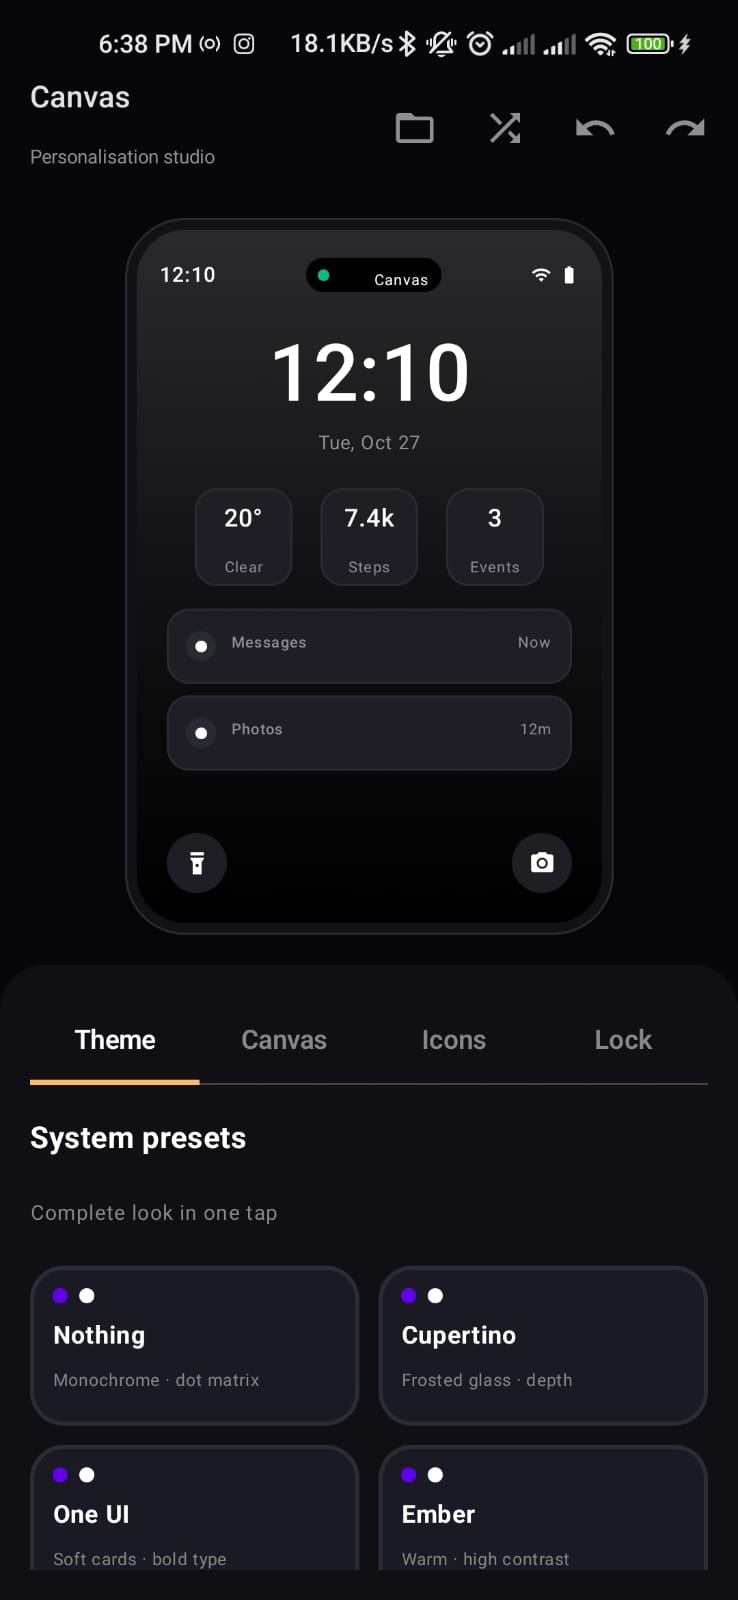 6:38 PM 18.1KB/s 100
Canvas
Personalisation studio
12:10 Canvas
12:10
Tue, Oct 27
20° 7.4k 3
Clear Steps Events
Messages Now
Photos 12m
Theme Canvas Icons Lock
System presets
Complete look in one tap
Nothing Cupertino
Monochrome · dot matrix Frosted glass · depth
One UI Ember
Soft cards · bold type Warm · high contrast